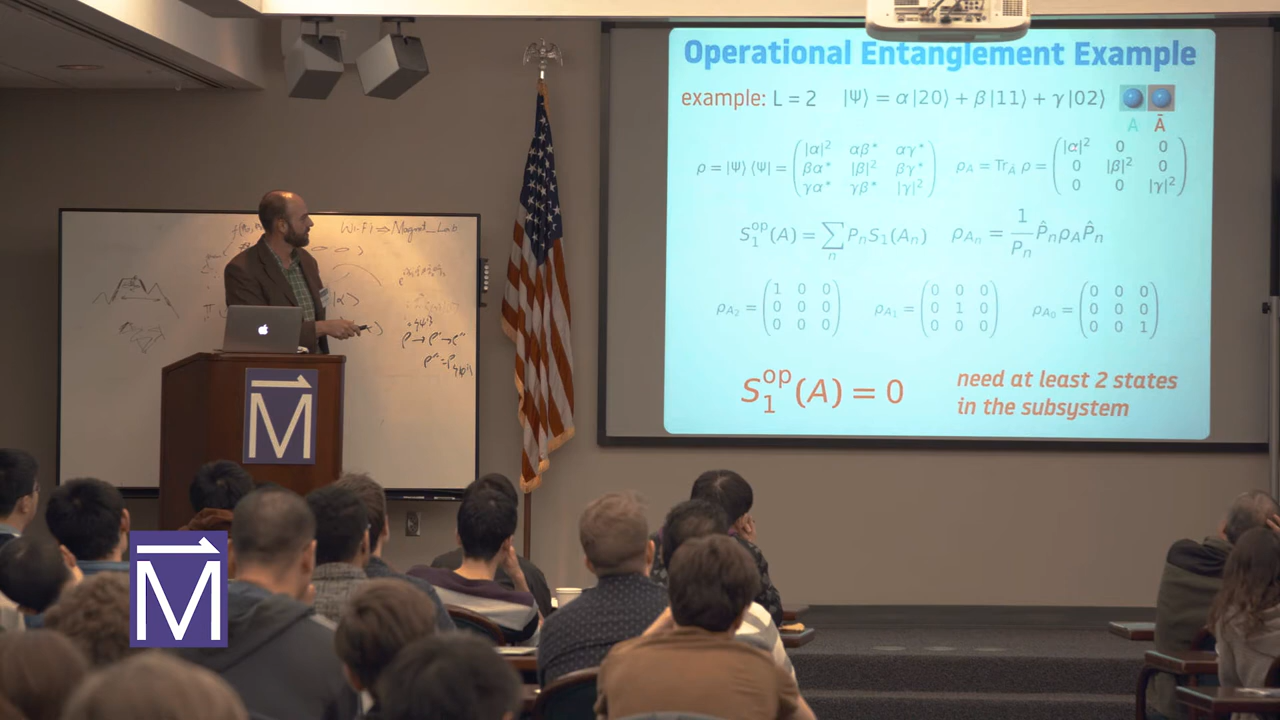 Operational Entanglement Example
example: L = 2 |Ψ⟩ = α|20⟩ + β|11⟩ + γ|02⟩
A Ā
ρ = |Ψ⟩⟨Ψ| = (|α|² αβ* αγ* ρ_A = Tr_Ā ρ = (|α|² 0 0
βα* |β|² βγ* 0 |β|² 0
γα* γβ* |γ|²) 0 0 |γ|²)
S₁^op(A) = ∑_n P_n S₁(A_n) ρ_{A_n} = 1/P_n P̂_n ρ_A P̂_n
ρ_{A₂} = (1 0 0 ρ_{A₁} = (0 0 0 ρ_{A₀} = (0 0 0
0 0 0 0 1 0 0 0 0
0 0 0) 0 0 0) 0 0 1)
S₁^op(A) = 0
need at least 2 states
in the subsystem
Wi-Fi ⇒ Magnet_Lab
M
M